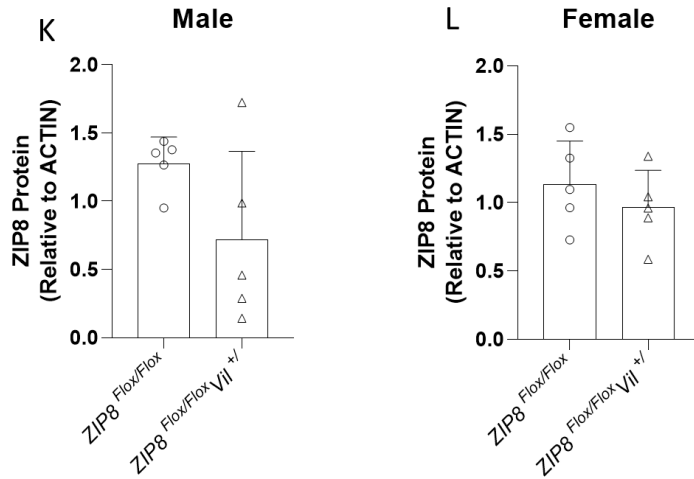 K
Male
2.0
1.5
1.0
0.5
0.0
ZIP8 Protein
(Relative to ACTIN)
ZIP8 Flox/Flox
ZIP8 Flox/Flox Vil +/
L
Female
2.0
1.5
1.0
0.5
0.0
ZIP8 Protein
(Relative to ACTIN)
ZIP8 Flox/Flox
ZIP8 Flox/Flox Vil +/